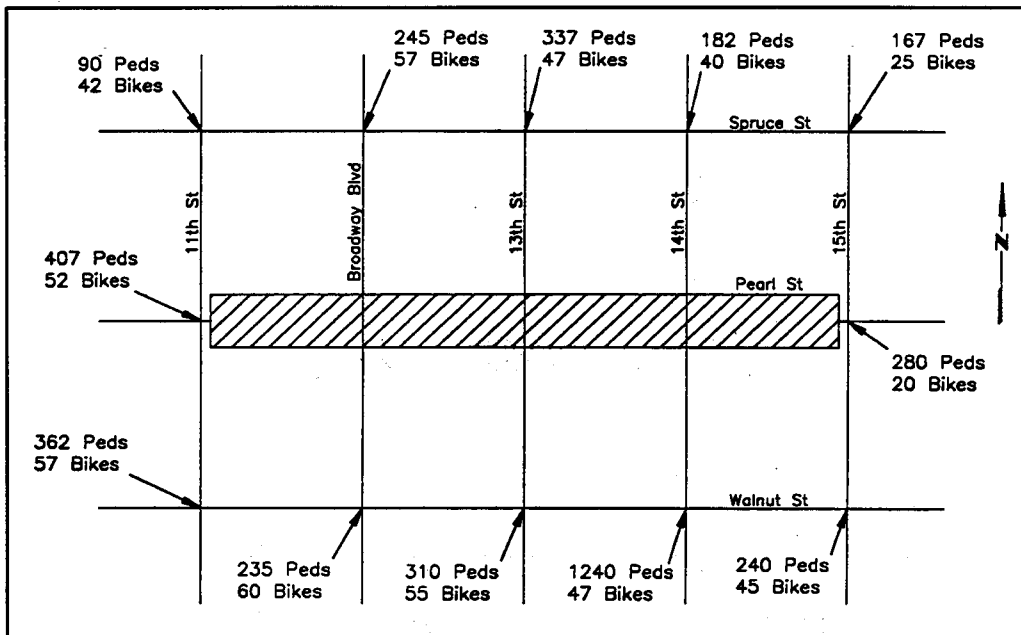 90 Peds
42 Bikes
245 Peds
57 Bikes
337 Peds
47 Bikes
182 Peds
40 Bikes
167 Peds
25 Bikes
Spruce St
11th St
Broadway Blvd
13th St
14th St
15th St
N
407 Peds
52 Bikes
Pearl St
280 Peds
20 Bikes
362 Peds
57 Bikes
Walnut St
235 Peds
60 Bikes
310 Peds
55 Bikes
1240 Peds
47 Bikes
240 Peds
45 Bikes